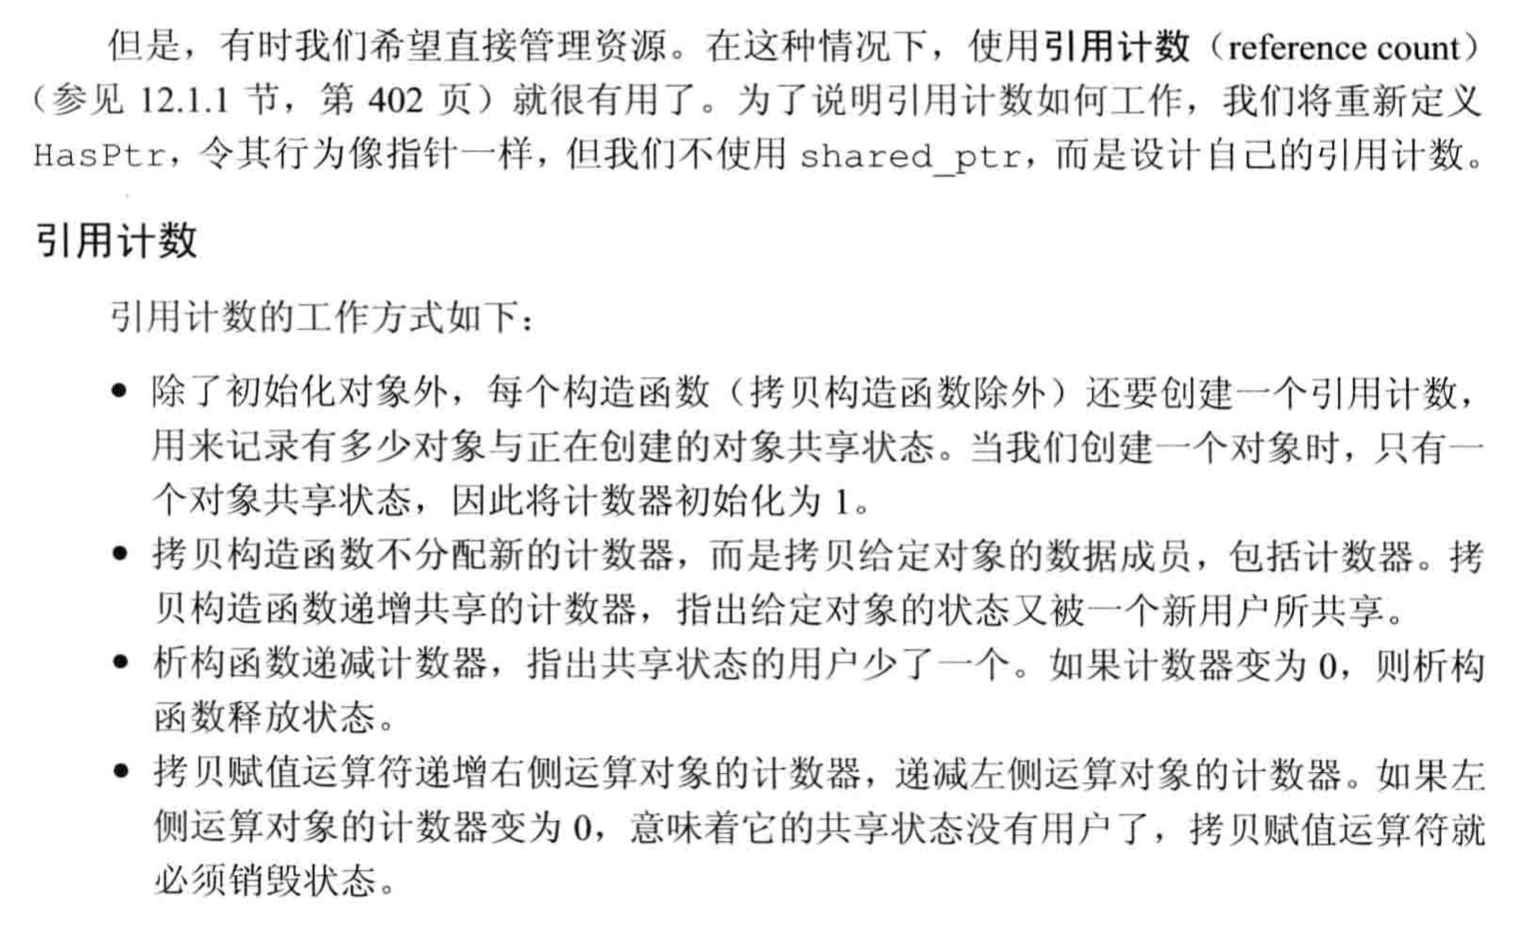 但是，有时我们希望直接管理资源。在这种情况下，使用引用计数（reference count）
（参见 12.1.1 节，第 402 页）就很有用了。为了说明引用计数如何工作，我们将重新定义
HasPtr，令其行为像指针一样，但我们不使用 shared_ptr，而是设计自己的引用计数。
引用计数
引用计数的工作方式如下：
● 除了初始化对象外，每个构造函数（拷贝构造函数除外）还要创建一个引用计数，
用来记录有多少对象与正在创建的对象共享状态。当我们创建一个对象时，只有一
个对象共享状态，因此将计数器初始化为 1。
● 拷贝构造函数不分配新的计数器，而是拷贝给定对象的数据成员，包括计数器。拷
贝构造函数递增共享的计数器，指出给定对象的状态又被一个新用户所共享。
● 析构函数递减计数器，指出共享状态的用户少了一个。如果计数器变为 0，则析构
函数释放状态。
● 拷贝赋值运算符递增右侧运算对象的计数器，递减左侧运算对象的计数器。如果左
侧运算对象的计数器变为 0，意味着它的共享状态没有用户了，拷贝赋值运算符就
必须销毁状态。